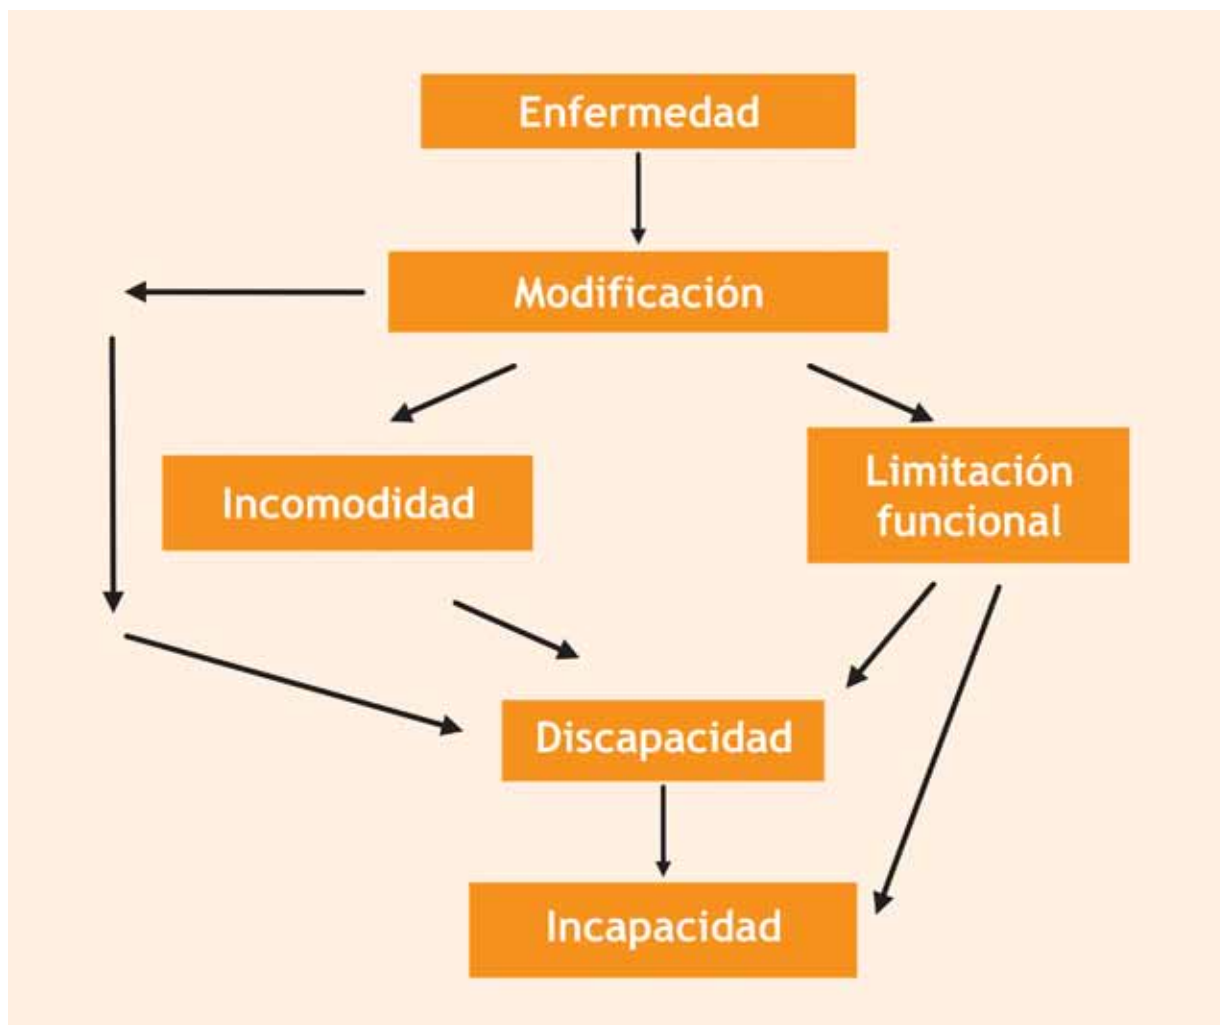 Enfermedad
Modificación
Incomodidad
Limitación
funcional
Discapacidad
Incapacidad